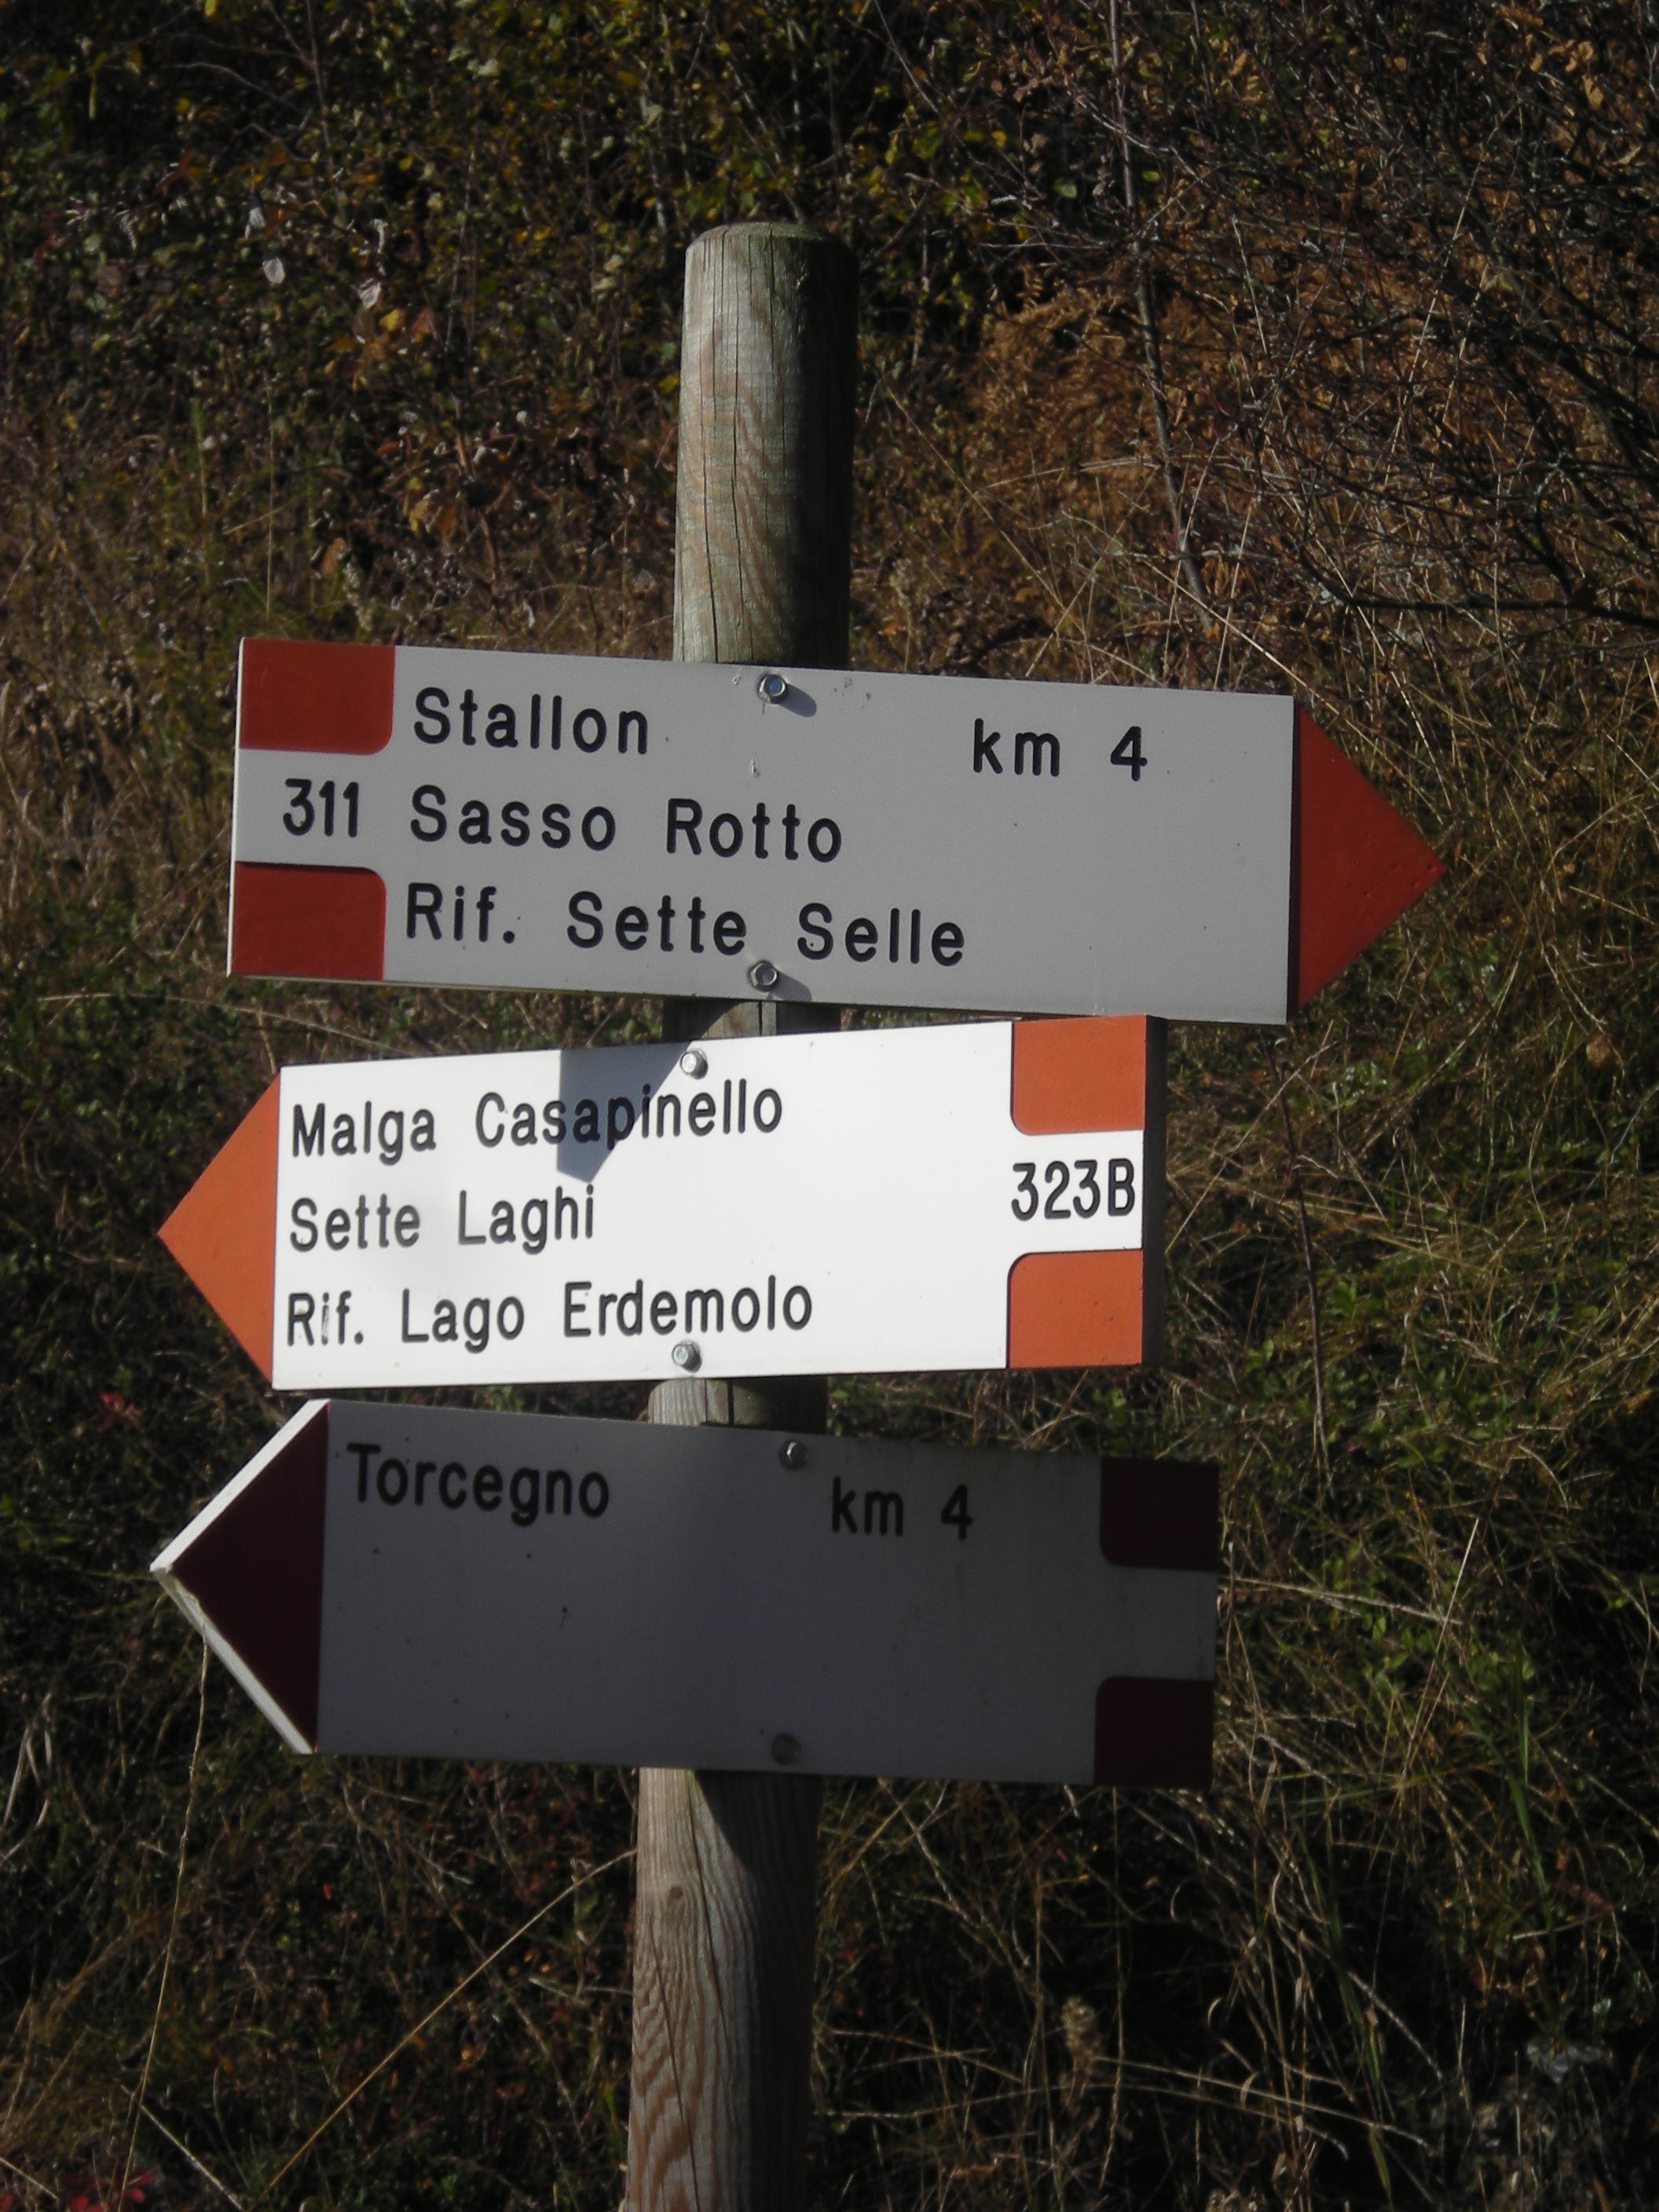 Stallon km 4
311 Sasso Rotto
Rif. Sette Selle
Malga Casapinello
Sette Laghi
323B
Rif. Lago Erdemolo
Torcegno km 4